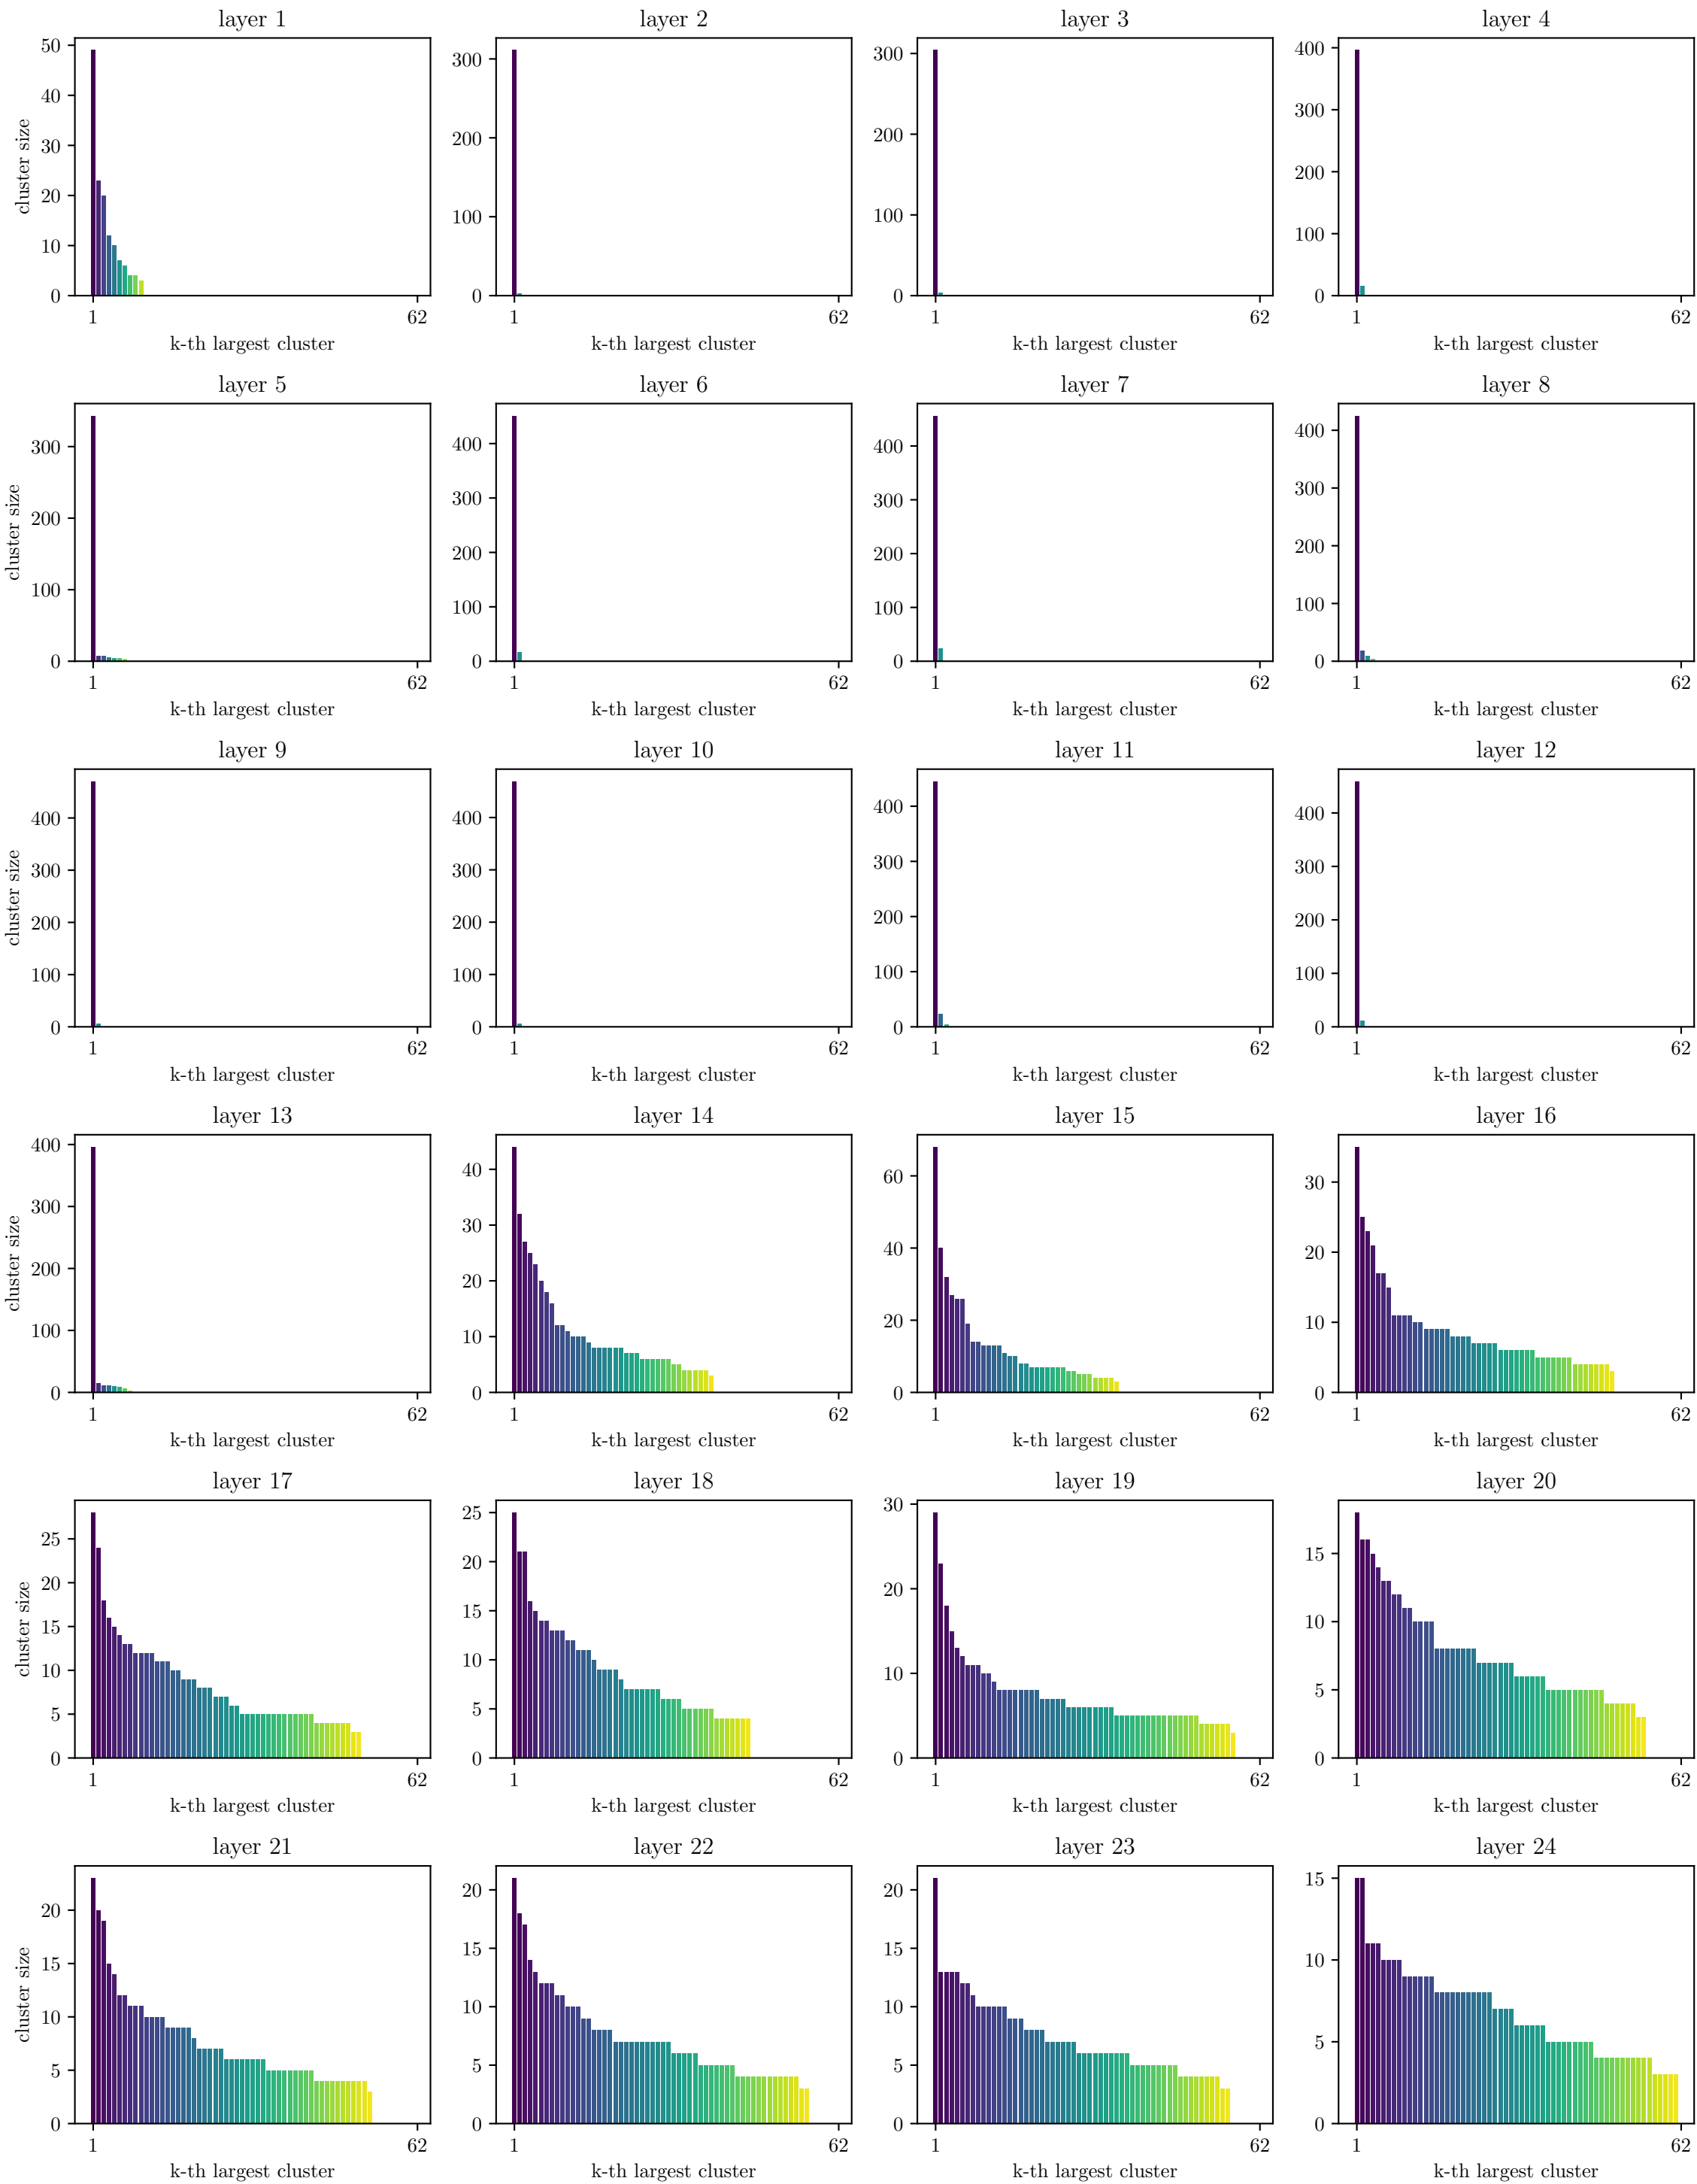 layer 1
50
40
30
20
10
0
cluster size
1 62
k-th largest cluster
layer 2
300
200
100
0
1 62
k-th largest cluster
layer 3
300
200
100
0
1 62
k-th largest cluster
layer 4
400
300
200
100
0
1 62
k-th largest cluster
layer 5
300
200
100
0
cluster size
1 62
k-th largest cluster
layer 6
400
300
200
100
0
1 62
k-th largest cluster
layer 7
400
300
200
100
0
1 62
k-th largest cluster
layer 8
400
300
200
100
0
1 62
k-th largest cluster
layer 9
400
300
200
100
0
cluster size
1 62
k-th largest cluster
layer 10
400
300
200
100
0
1 62
k-th largest cluster
layer 11
400
300
200
100
0
1 62
k-th largest cluster
layer 12
400
300
200
100
0
1 62
k-th largest cluster
layer 13
400
300
200
100
0
cluster size
1 62
k-th largest cluster
layer 14
40
30
20
10
0
1 62
k-th largest cluster
layer 15
60
40
20
0
1 62
k-th largest cluster
layer 16
30
20
10
0
1 62
k-th largest cluster
layer 17
25
20
15
10
5
0
cluster size
1 62
k-th largest cluster
layer 18
25
20
15
10
5
0
1 62
k-th largest cluster
layer 19
30
20
10
0
1 62
k-th largest cluster
layer 20
15
10
5
0
1 62
k-th largest cluster
layer 21
20
15
10
5
0
cluster size
1 62
k-th largest cluster
layer 22
20
15
10
5
0
1 62
k-th largest cluster
layer 23
20
15
10
5
0
1 62
k-th largest cluster
layer 24
15
10
5
0
1 62
k-th largest cluster